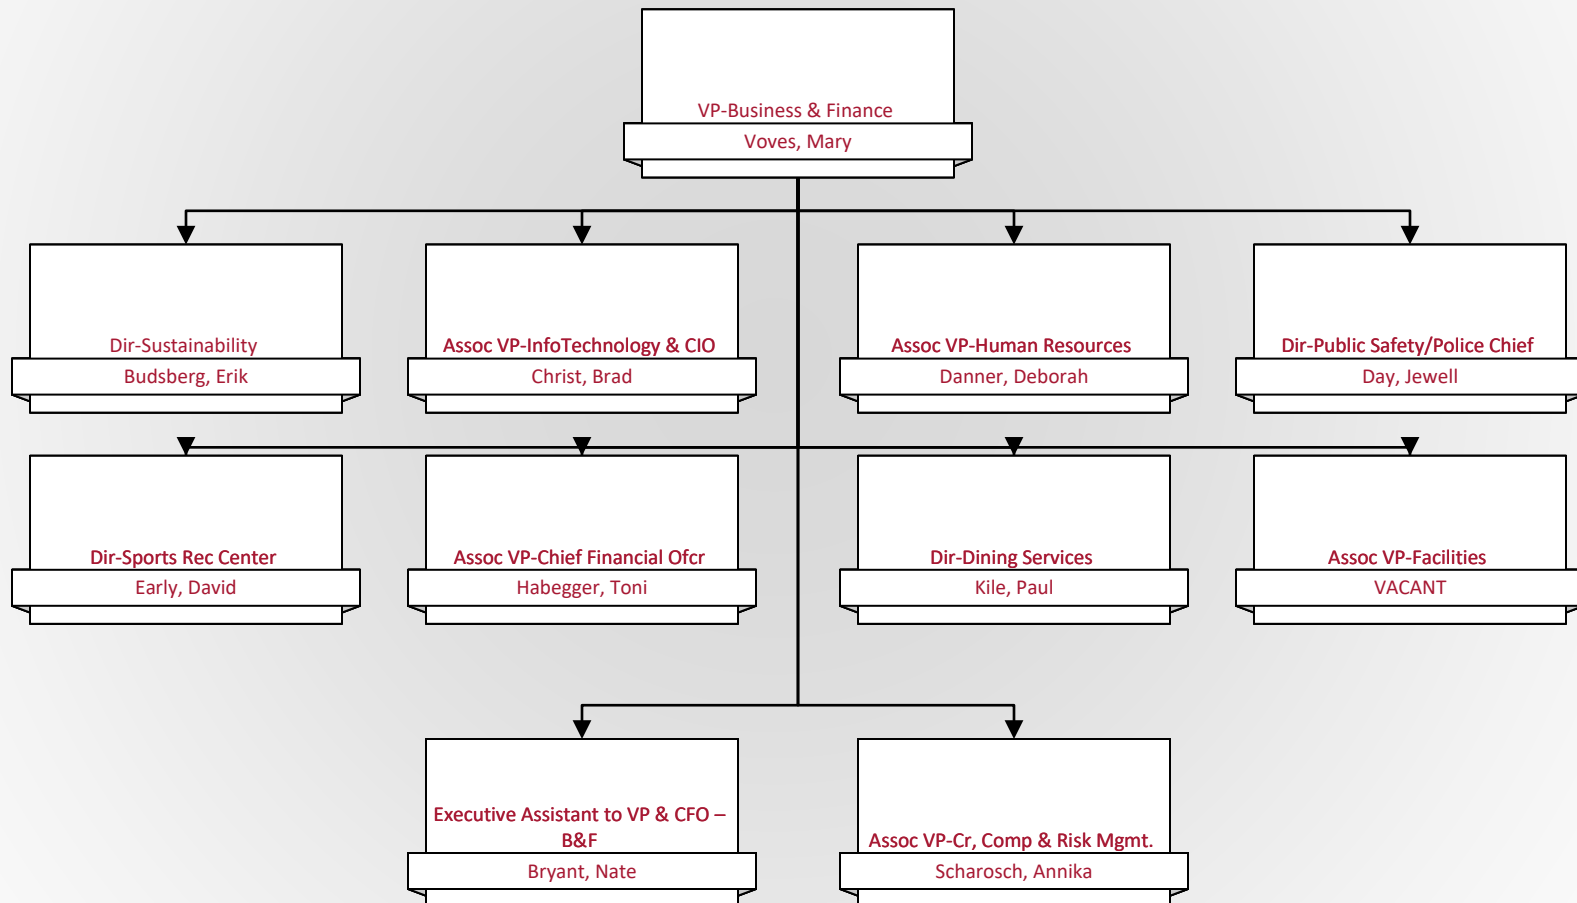 VP-Business & Finance
Voves, Mary
Dir-Sustainability
Budsberg, Erik
Assoc VP-InfoTechnology & CIO
Christ, Brad
Assoc VP-Human Resources
Danner, Deborah
Dir-Public Safety/Police Chief
Day, Jewell
Dir-Sports Rec Center
Early, David
Assoc VP-Chief Financial Ofcr
Habegger, Toni
Dir-Dining Services
Kile, Paul
Assoc VP-Facilities
VACANT
Executive Assistant to VP & CFO –
B&F
Bryant, Nate
Assoc VP-Cr, Comp & Risk Mgmt.
Scharosch, Annika